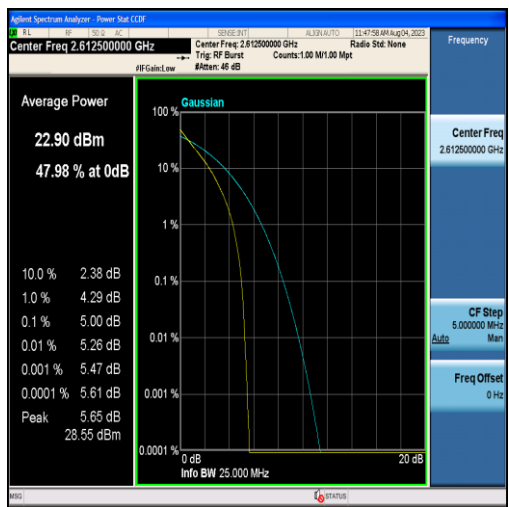 Agilent Spectrum Analyzer - Power Stat CCDF
RL RF 50 Ω AC SENSE:INT ALIGN AUTO 11:47:58 AM Aug 04, 2023
Center Freq 2.612500000 GHz
Center Freq: 2.612500000 GHz Radio Std: None
Trig: RF Burst Counts:1.00 M/1.00 Mpt
#IFGain:Low #Atten: 46 dB
Frequency
Average Power
22.90 dBm
47.98 % at 0dB
10.0 % 2.38 dB
1.0 % 4.29 dB
0.1 % 5.00 dB
0.01 % 5.26 dB
0.001 % 5.47 dB
0.0001 % 5.61 dB
Peak 5.65 dB
28.55 dBm
Gaussian
100 %
10 %
1 %
0.1 %
0.01 %
0.001 %
0.0001 %
0 dB 20 dB
Info BW 25.000 MHz
Center Freq
2.612500000 GHz
CF Step
5.000000 MHz
Auto Man
Freq Offset
0 Hz
MSG STATUS